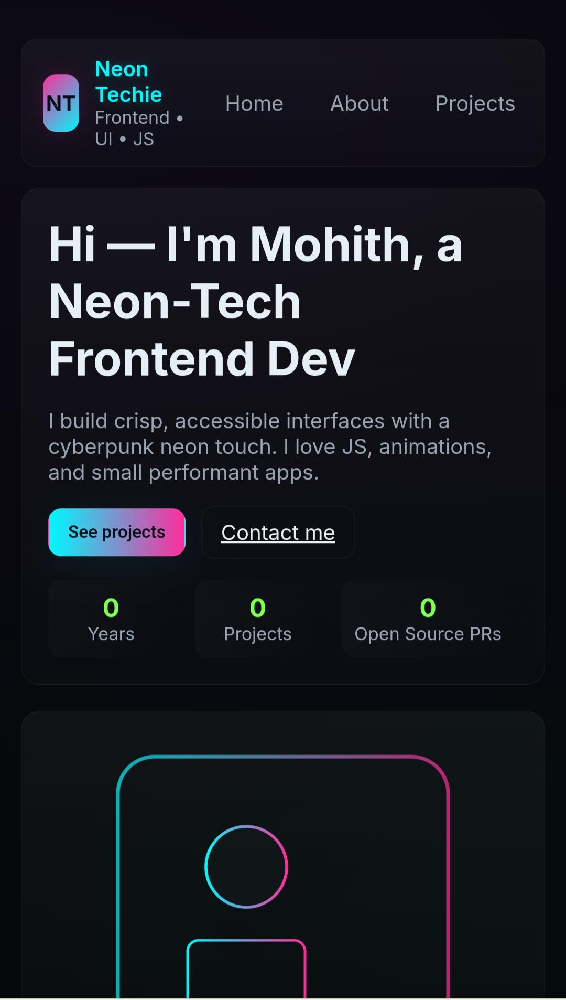 NT
Neon
Techie
Frontend •
UI • JS
Home
About
Projects
Hi — I'm Mohith, a
Neon-Tech
Frontend Dev
I build crisp, accessible interfaces with a
cyberpunk neon touch. I love JS, animations,
and small performant apps.
See projects
Contact me
0
Years
0
Projects
0
Open Source PRs